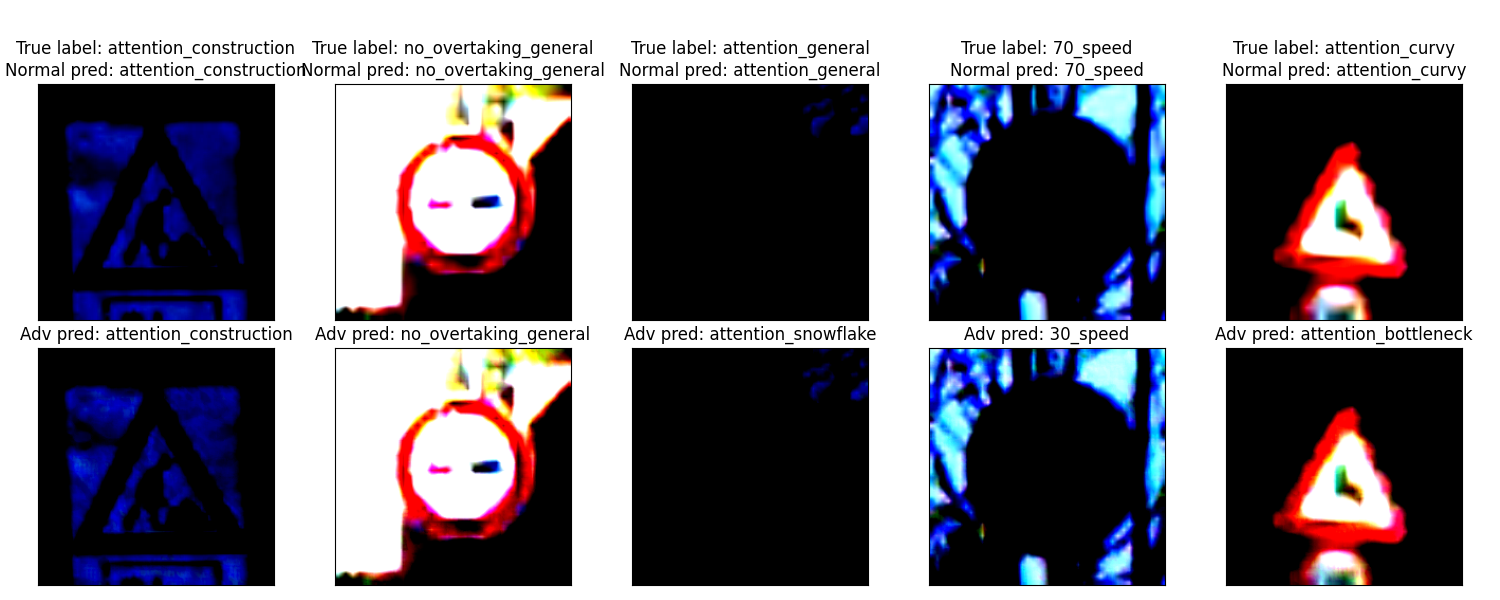 True label: attention_construction
Normal pred: attention_construction
True label: no_overtaking_general
Normal pred: no_overtaking_general
True label: attention_general
Normal pred: attention_general
True label: 70_speed
Normal pred: 70_speed
True label: attention_curvy
Normal pred: attention_curvy
Adv pred: attention_construction
Adv pred: no_overtaking_general
Adv pred: attention_snowflake
Adv pred: 30_speed
Adv pred: attention_bottleneck